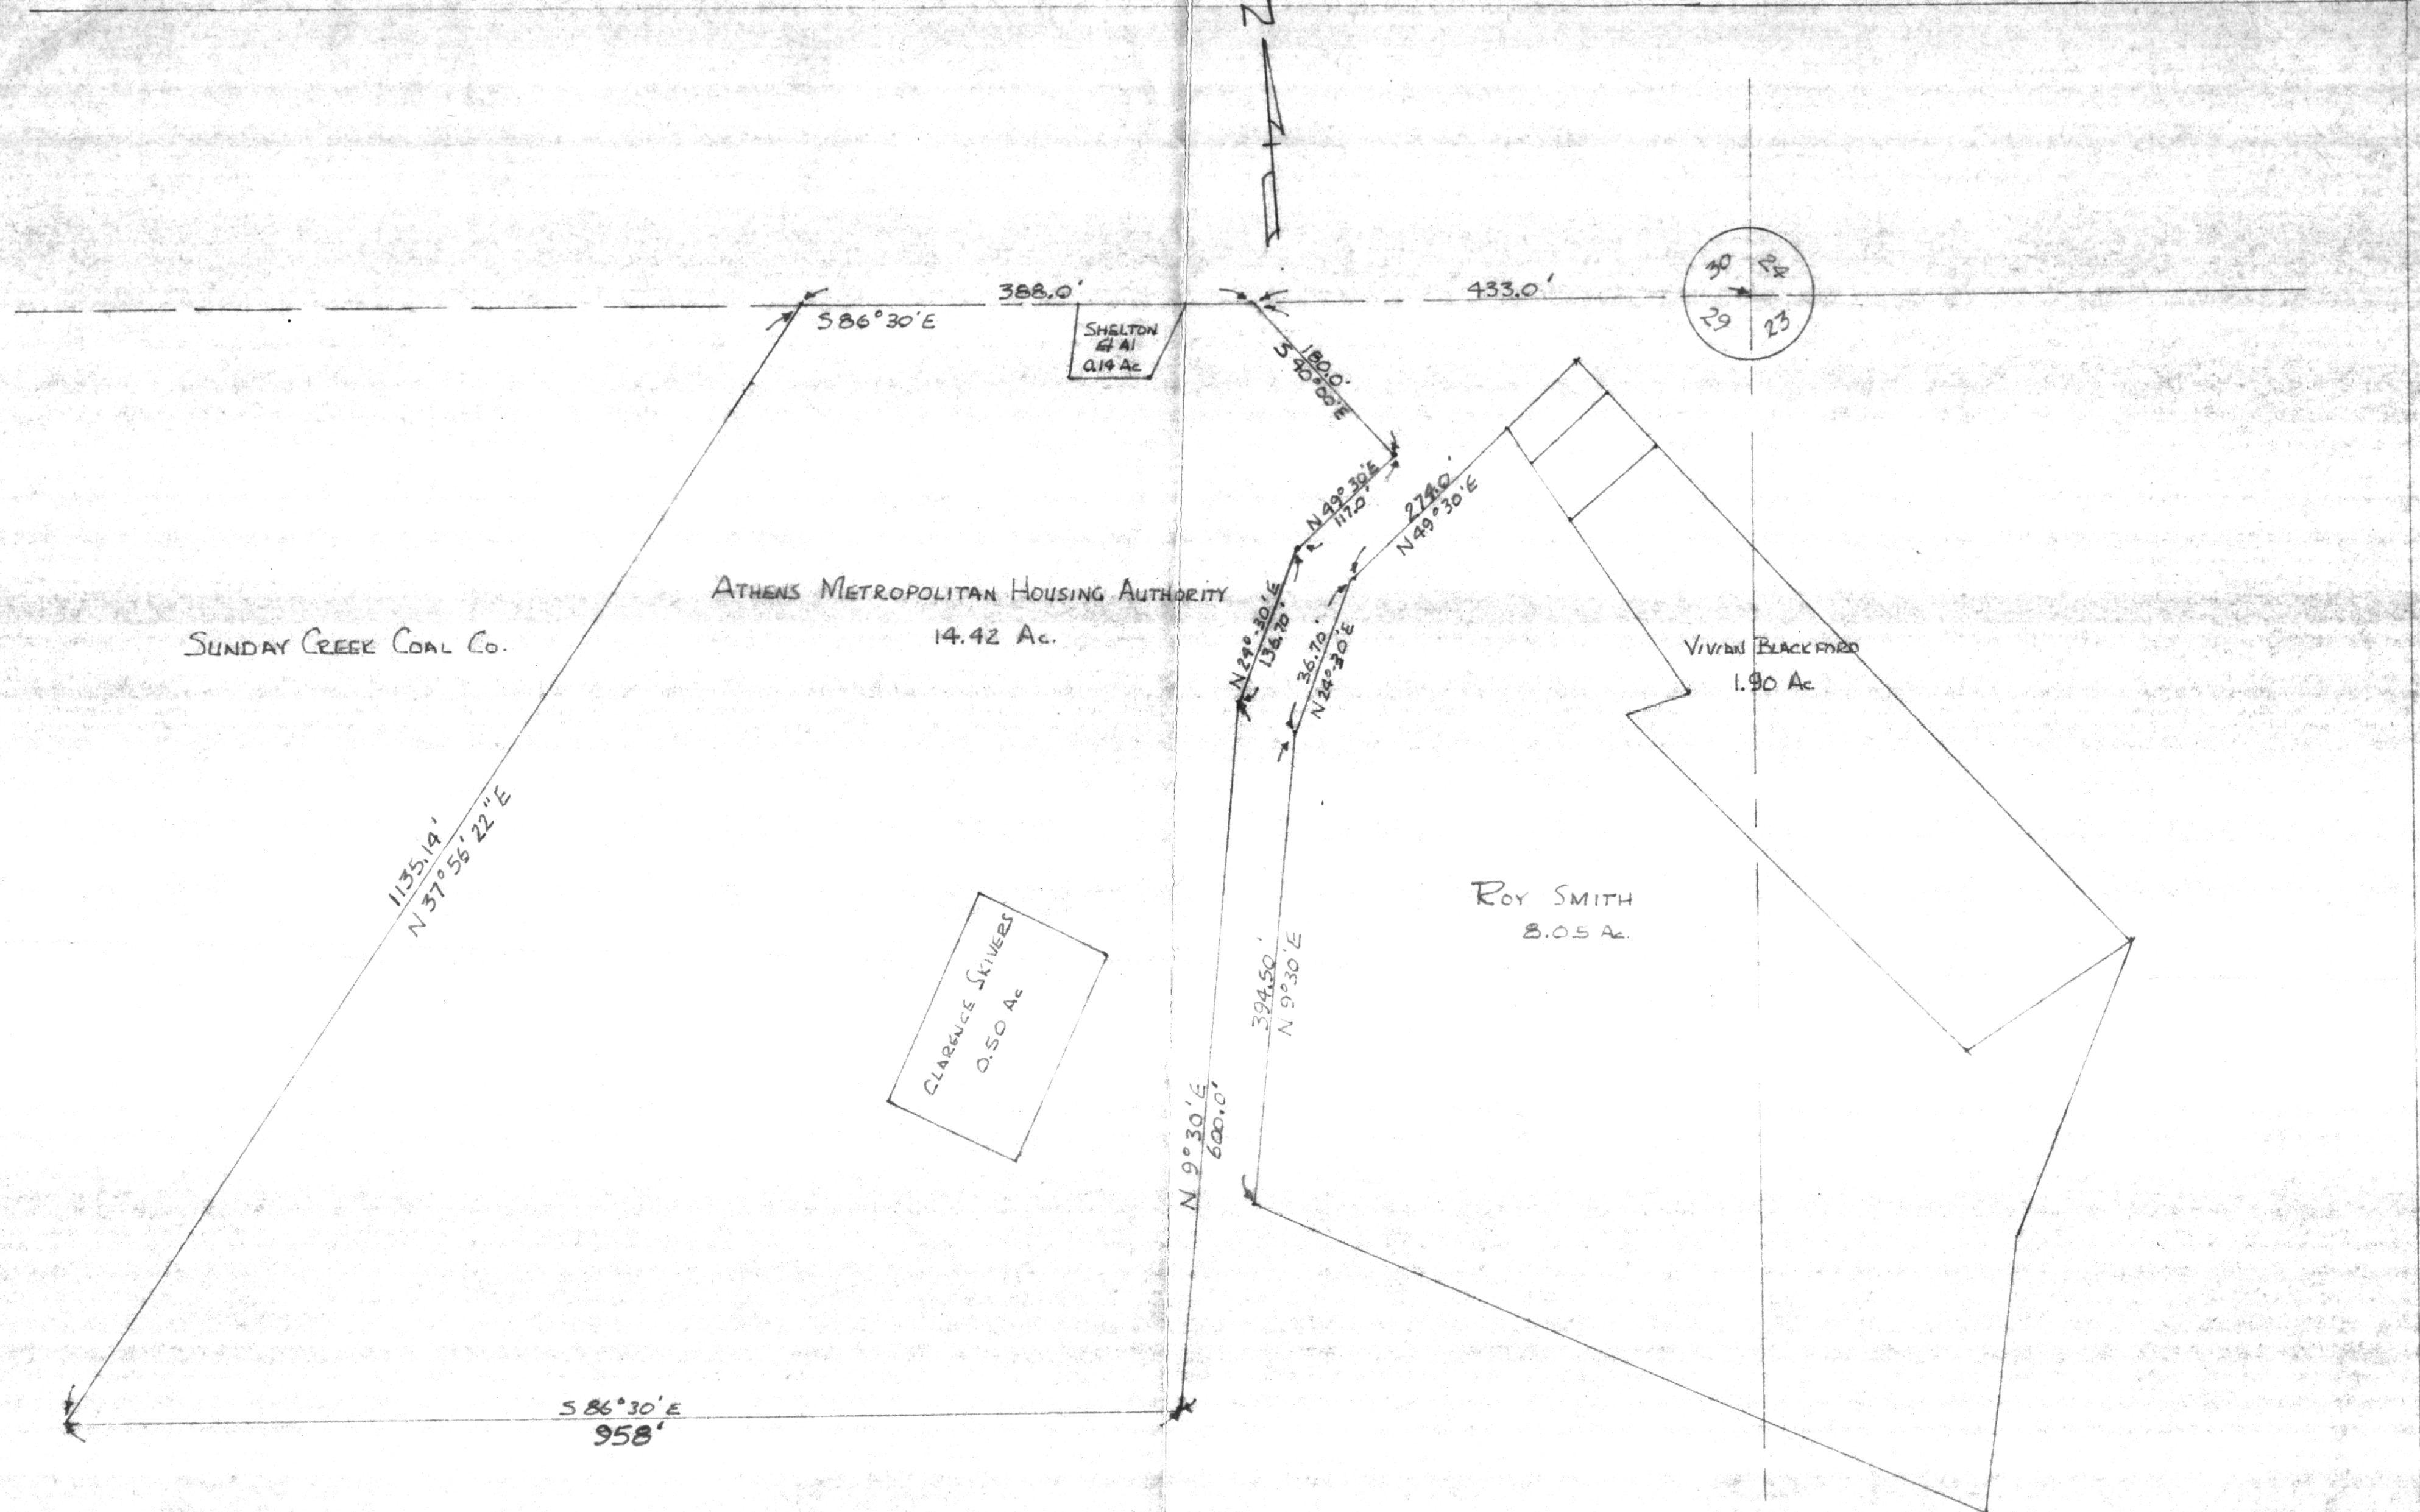 N
388.0'
433.0'
30 24
29 23
S 86°30'E
SHELTON
Et Al
0.14 Ac
180.0'
S 40°00'E
N 49°30'E
117.0'
274.0'
N 49°30'E
ATHENS METROPOLITAN HOUSING AUTHORITY
14.42 Ac.
SUNDAY CREEK COAL CO.
N 24°-30'E
136.70'
36.70'
N 24°-30'E
VIVIAN BLACKFORD
1.90 Ac.
1135.14'
N 37°56'22"E
ROY SMITH
8.05 Ac.
CLARENCE SKIVERS
0.50 Ac
394.50'
N 9°30'E
N 9°30'E
600.0'
S 86°30'E
958'